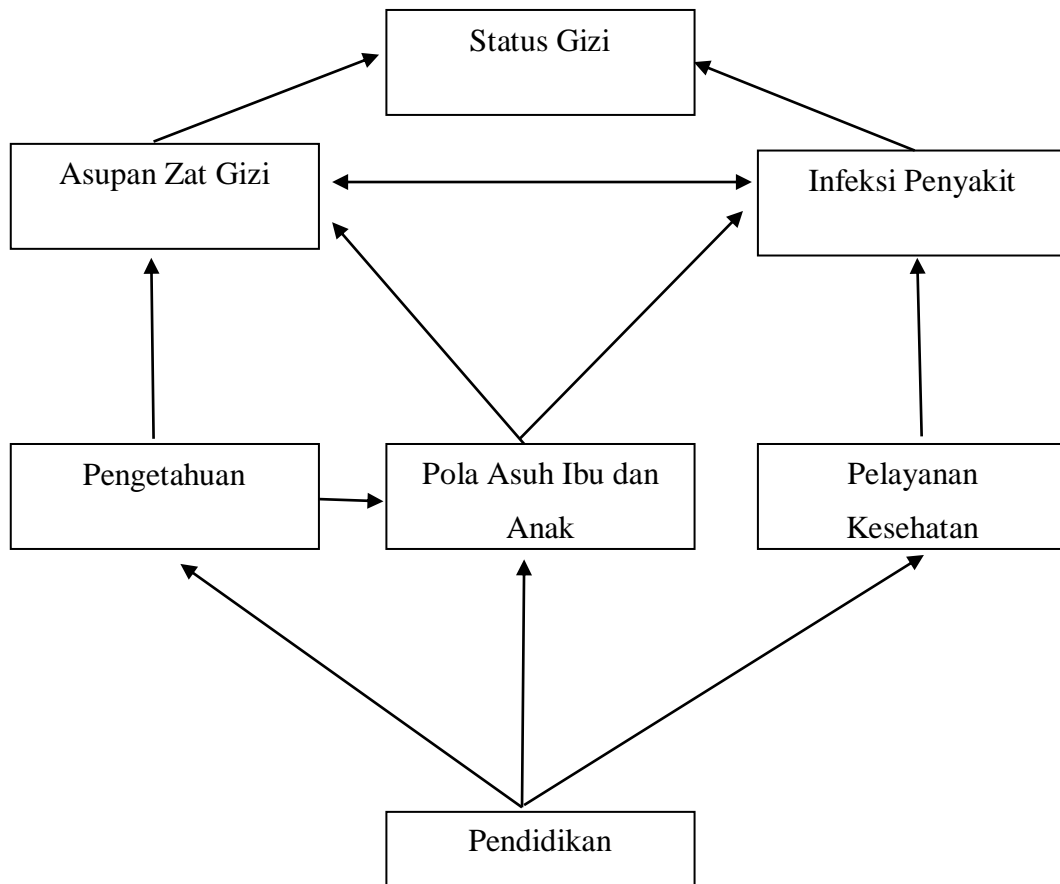 Status Gizi
Asupan Zat Gizi
Infeksi Penyakit
Pengetahuan
Pola Asuh Ibu dan
Anak
Pelayanan
Kesehatan
Pendidikan